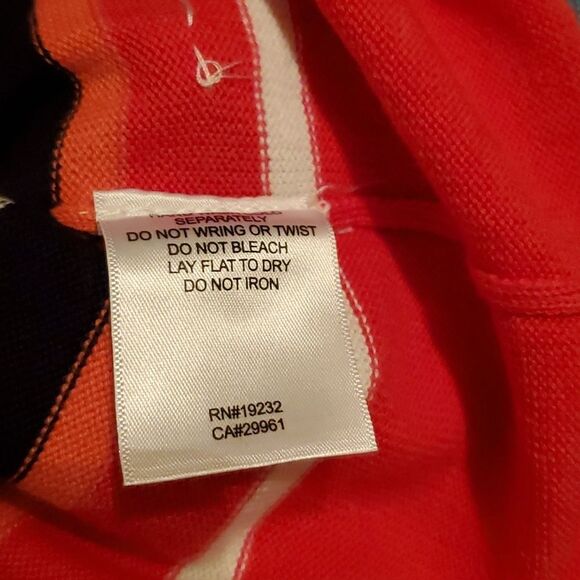 SEPARATELY
DO NOT WRING OR TWIST
DO NOT BLEACH
LAY FLAT TO DRY
DO NOT IRON
RN#19232
CA#29961